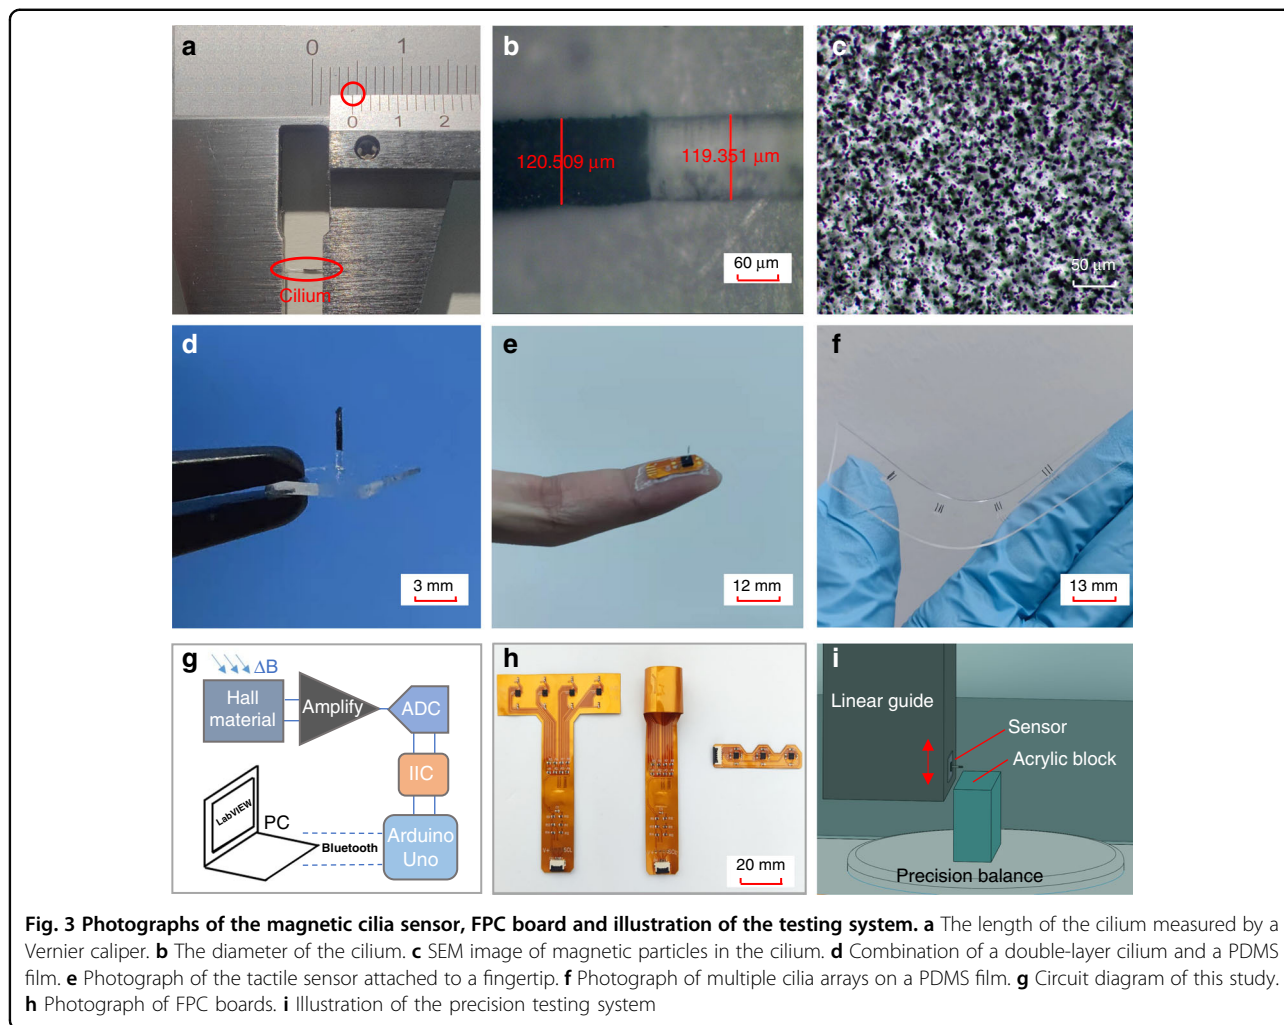 a
0 1
0 1 2
Cilium
b
120.509 μm
119.351 μm
60 μm
c
50 μm
d
3 mm
e
12 mm
f
13 mm
g
ΔB
Hall
material
Amplify
ADC
IIC
LabVIEW
PC
Bluetooth
Arduino
Uno
h
20 mm
i
Linear guide
Sensor
Acrylic block
Precision balance
Fig. 3 Photographs of the magnetic cilia sensor, FPC board and illustration of the testing system. a The length of the cilium measured by a
Vernier caliper. b The diameter of the cilium. c SEM image of magnetic particles in the cilium. d Combination of a double-layer cilium and a PDMS
film. e Photograph of the tactile sensor attached to a fingertip. f Photograph of multiple cilia arrays on a PDMS film. g Circuit diagram of this study.
h Photograph of FPC boards. i Illustration of the precision testing system